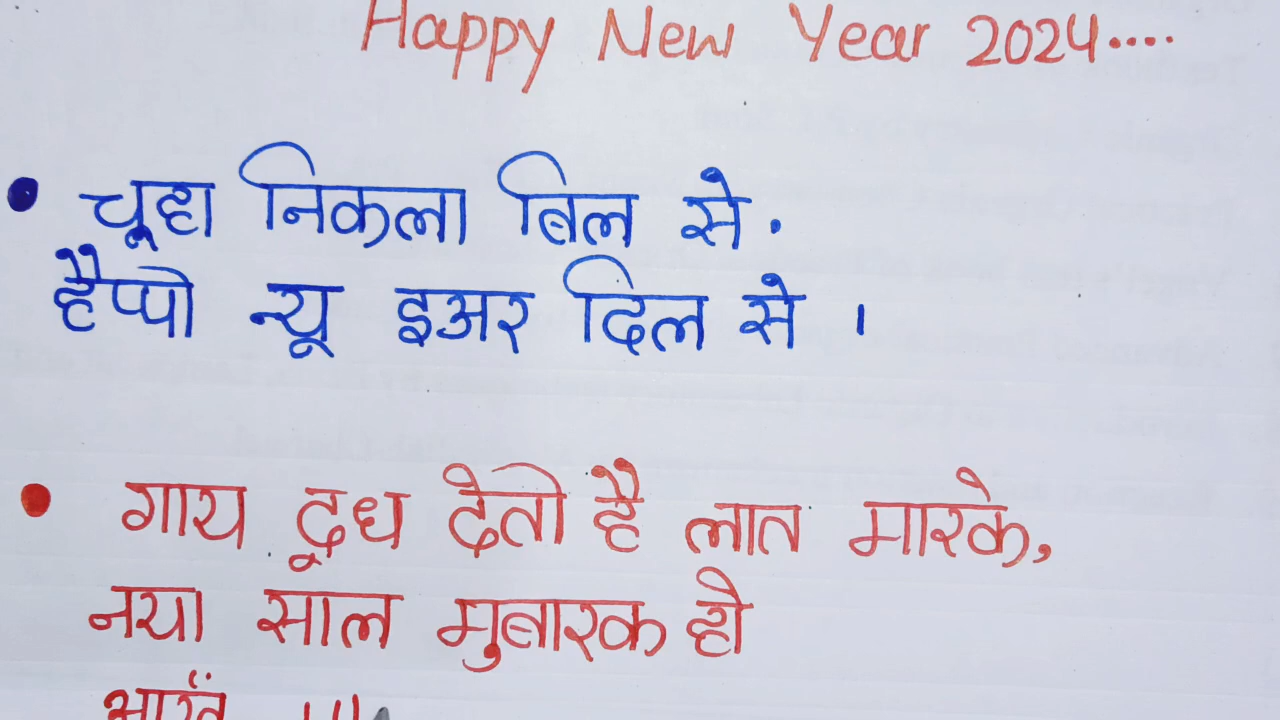 Happy New Year 2024....
चूहा निकला बिल से.
हैप्पी न्यू इअर दिल से ।
गाय दूध देती है लात मारके,
नया साल मुबारक हो